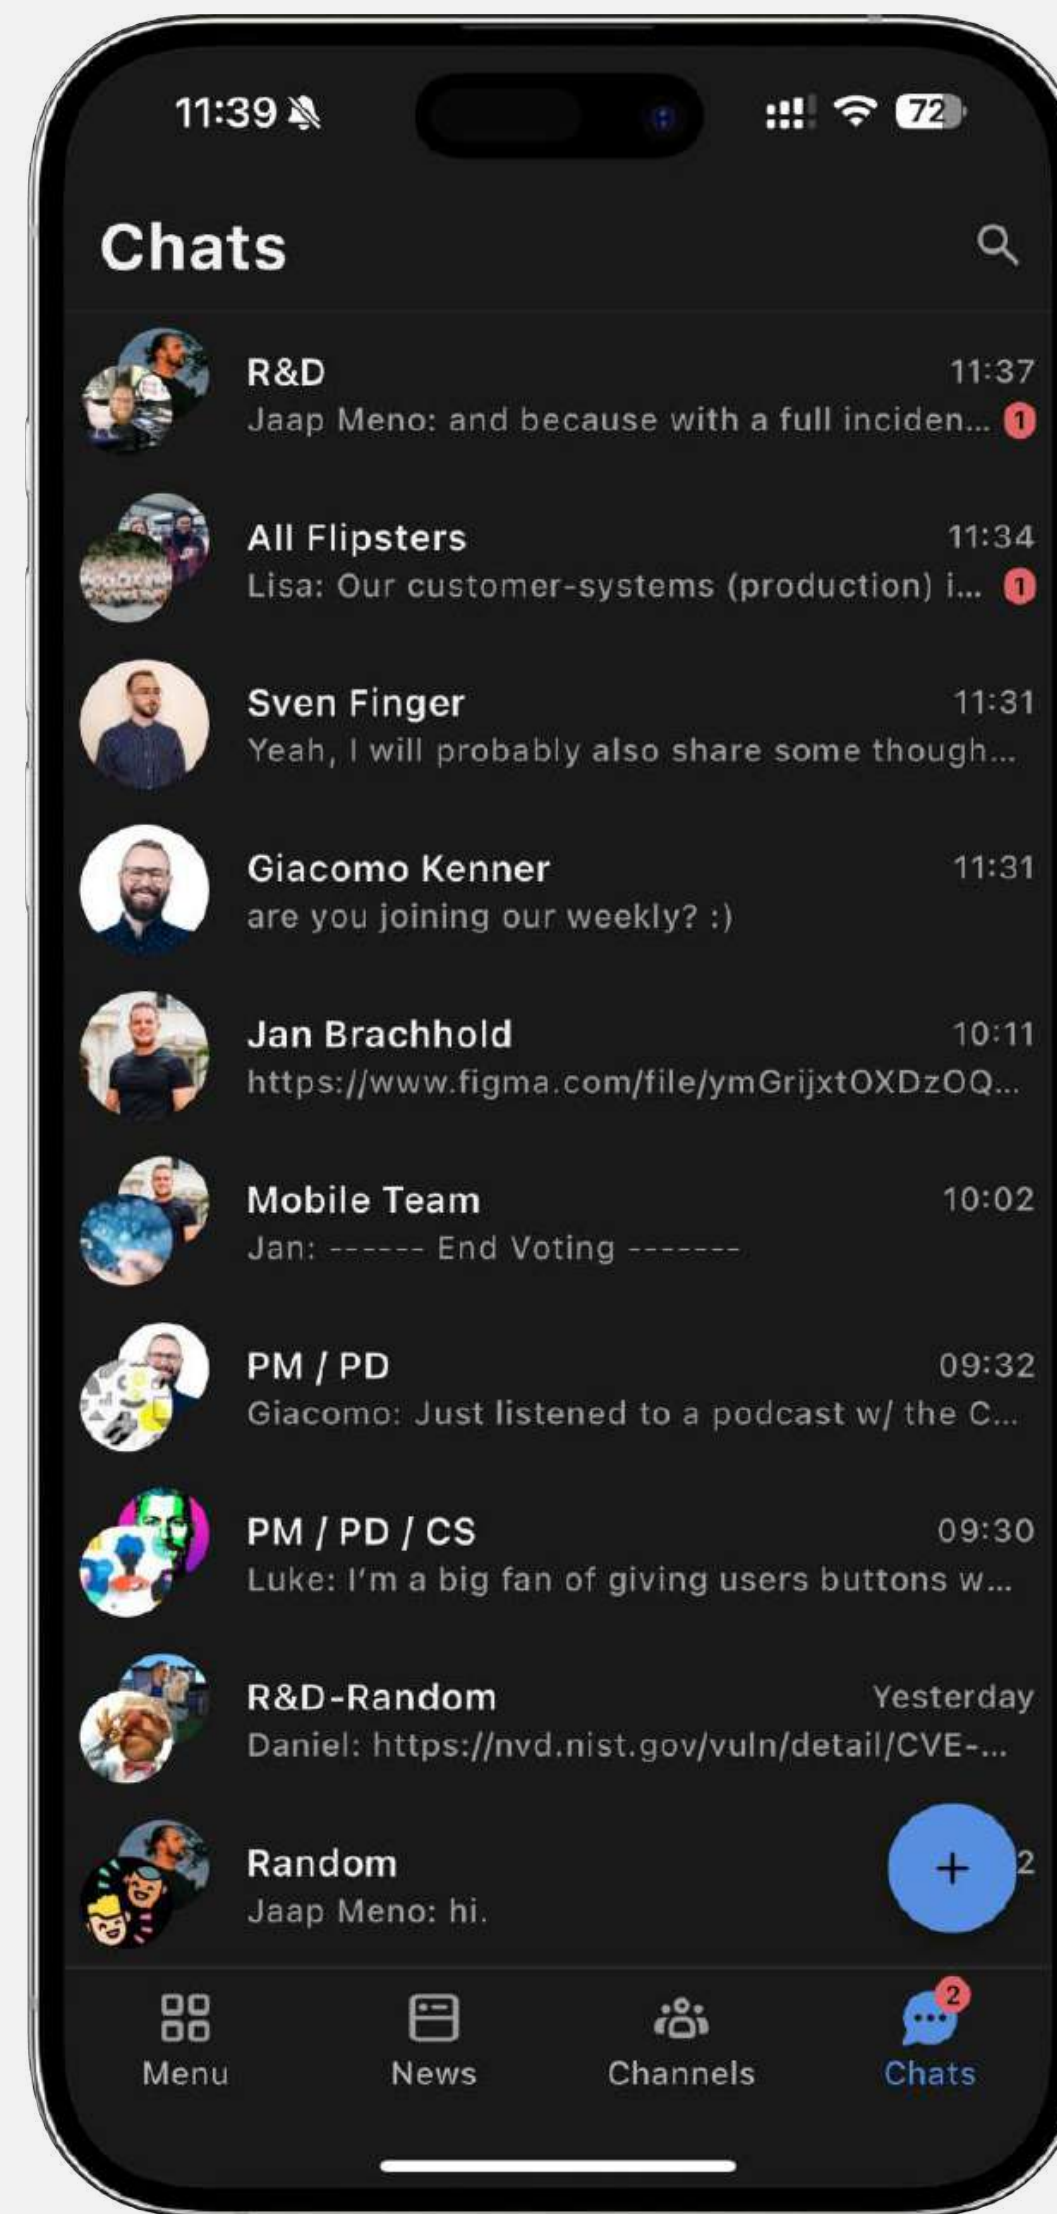 11:39
72
Chats
R&D 11:37
Jaap Meno: and because with a full inciden... 1
All Flipsters 11:34
Lisa: Our customer-systems (production) i... 1
Sven Finger 11:31
Yeah, I will probably also share some though...
Giacomo Kenner 11:31
are you joining our weekly? :)
Jan Brachhold 10:11
https://www.figma.com/file/ymGrijxtOXDzOQ...
Mobile Team 10:02
Jan: ------ End Voting -------
PM / PD 09:32
Giacomo: Just listened to a podcast w/ the C...
PM / PD / CS 09:30
Luke: I'm a big fan of giving users buttons w...
R&D-Random Yesterday
Daniel: https://nvd.nist.gov/vuln/detail/CVE-...
Random 2
Jaap Meno: hi.
2
Menu News Channels Chats